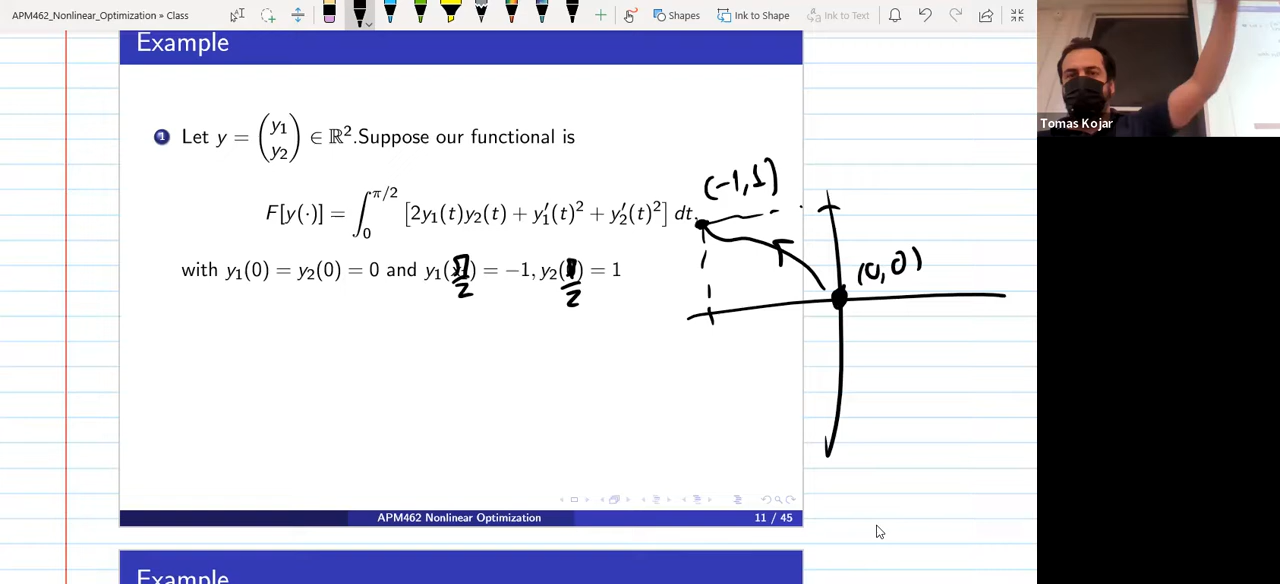 APM462_Nonlinear_Optimization » Class
Shapes
Ink to Shape
Ink to Text
Example
Tomas Kojar
1 Let y = (y₁ y₂) ∈ ℝ².Suppose our functional is
(-1,1)
F[y(·)] = ∫₀^{π/2} [2y₁(t)y₂(t) + y₁′(t)² + y₂′(t)²] dt.
with y₁(0) = y₂(0) = 0 and y₁(π/2) = −1, y₂(π/2) = 1
(0,0)
APM462 Nonlinear Optimization 11 / 45
Example